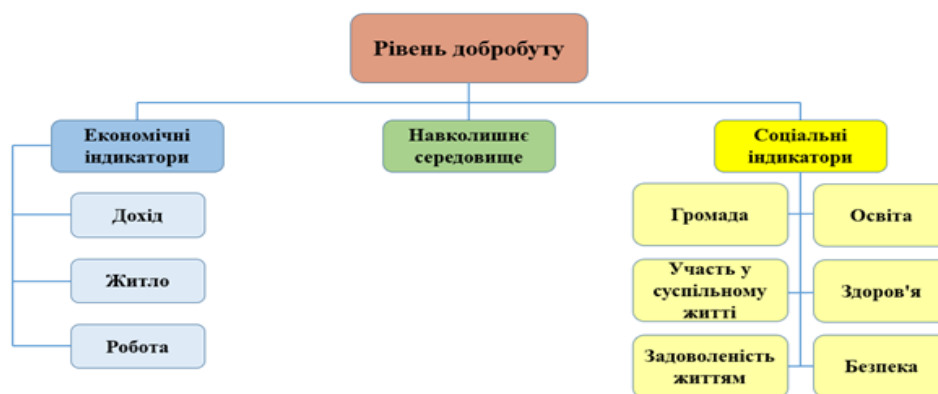 Рівень добробуту
Економічні
індикатори
Навколишнє
середовище
Соціальні
індикатори
Дохід
Житло
Робота
Громада
Освіта
Участь у
суспільному
житті
Здоров'я
Задоволеність
життям
Безпека